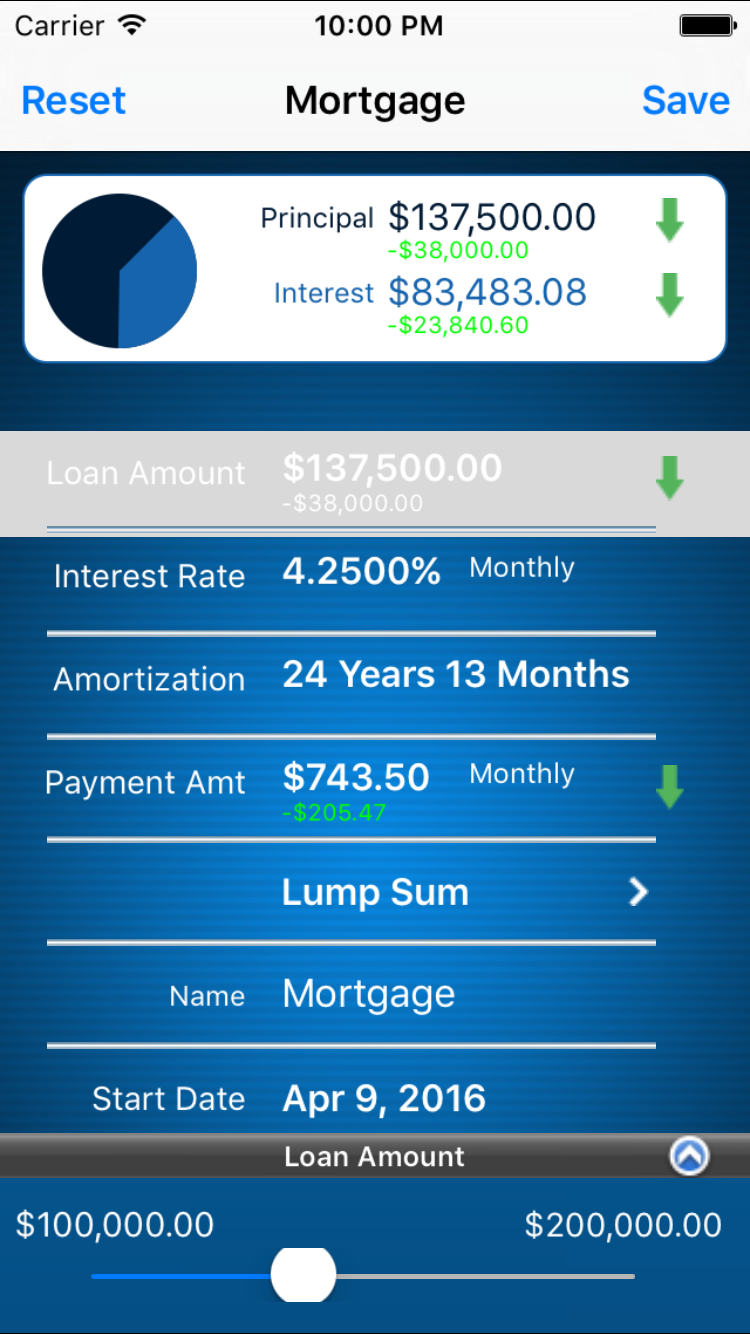 Carrier 10:00 PM
Reset Mortgage Save
Principal $137,500.00
-$38,000.00
Interest $83,483.08
-$23,840.60
Loan Amount $137,500.00
-$38,000.00
Interest Rate 4.2500% Monthly
Amortization 24 Years 13 Months
Payment Amt $743.50 Monthly
-$205.47
Lump Sum
Name Mortgage
Start Date Apr 9, 2016
Loan Amount
$100,000.00 $200,000.00